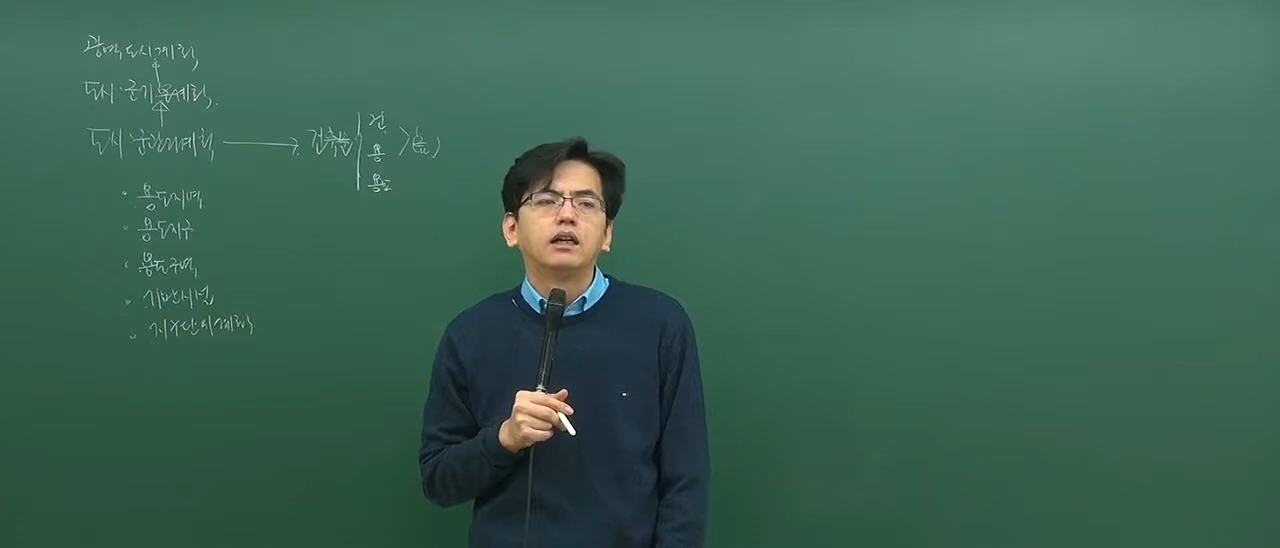 광역도시계획
도시·군기본계획
도시·군관리계획 → 건축물 건 용 용도
· 용도지역
· 용도지구
· 용도구역
· 기반시설
· 지구단위계획